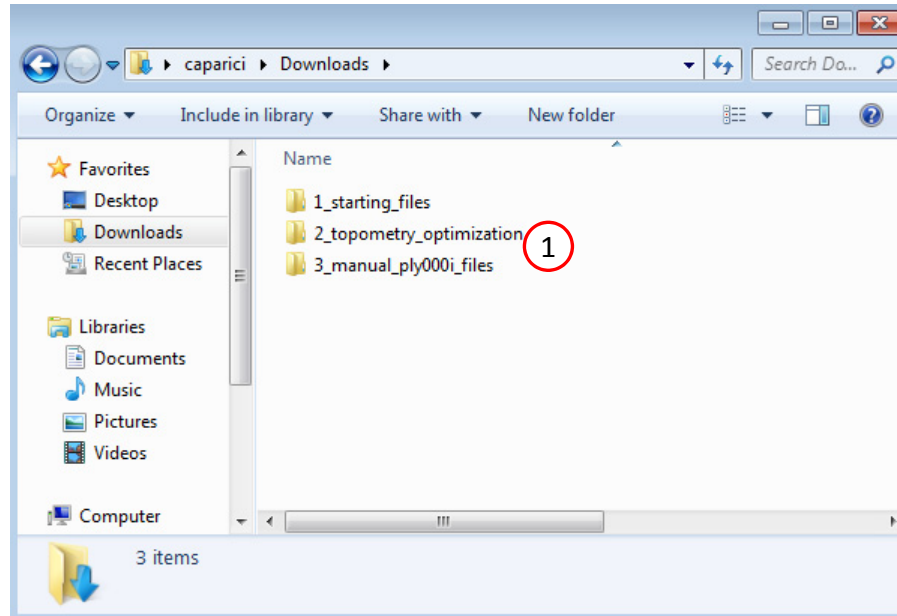 caparici Downloads
Search Do...
Organize Include in library Share with New folder
Favorites
Desktop
Downloads
Recent Places
Libraries
Documents
Music
Pictures
Videos
Computer
Name
1_starting_files
2_topometry_optimization
3_manual_ply000i_files
1
3 items